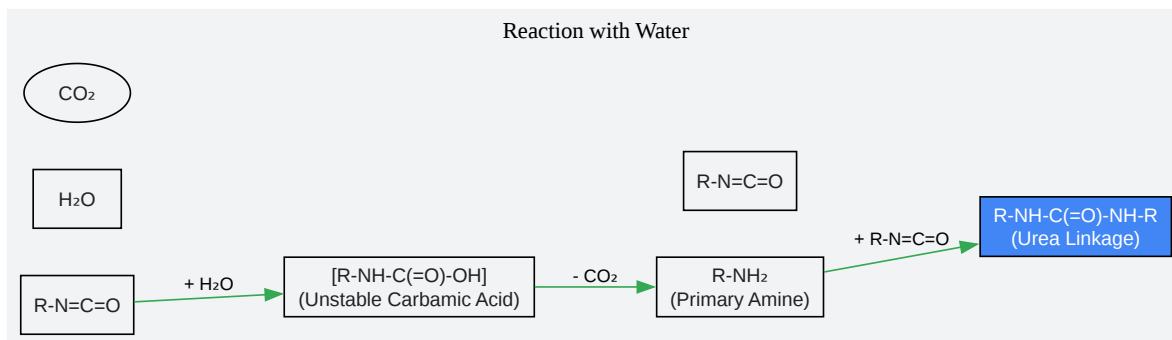 Reaction with Water
CO₂
H₂O
R-N=C=O
+ H₂O
[R-NH-C(=O)-OH]
(Unstable Carbamic Acid)
- CO₂
R-NH₂
(Primary Amine)
R-N=C=O
+ R-N=C=O
R-NH-C(=O)-NH-R
(Urea Linkage)